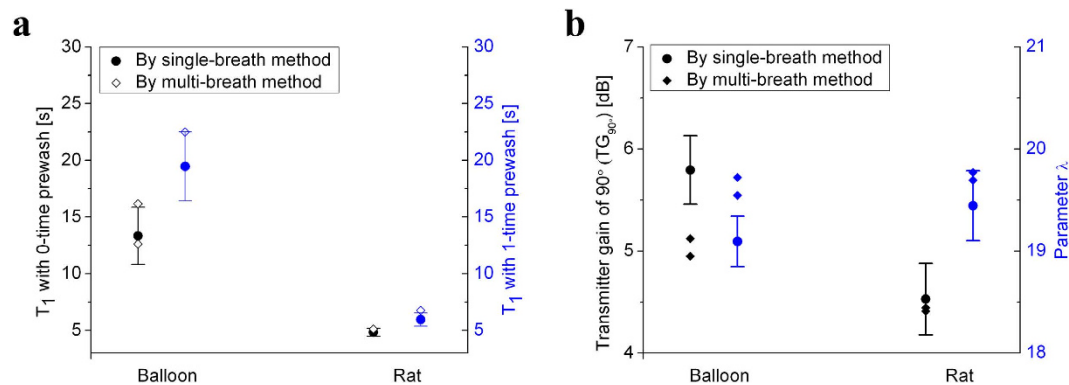 a
By single-breath method
By multi-breath method
30
25
20
15
10
5
T1 with 0-time prewash [s]
30
25
20
15
10
5
T1 with 1-time prewash [s]
Balloon
Rat
b
By single-breath method
By multi-breath method
7
6
5
4
Transmitter gain of 90° (TG90°) [dB]
21
20
19
18
Parameter λ
Balloon
Rat